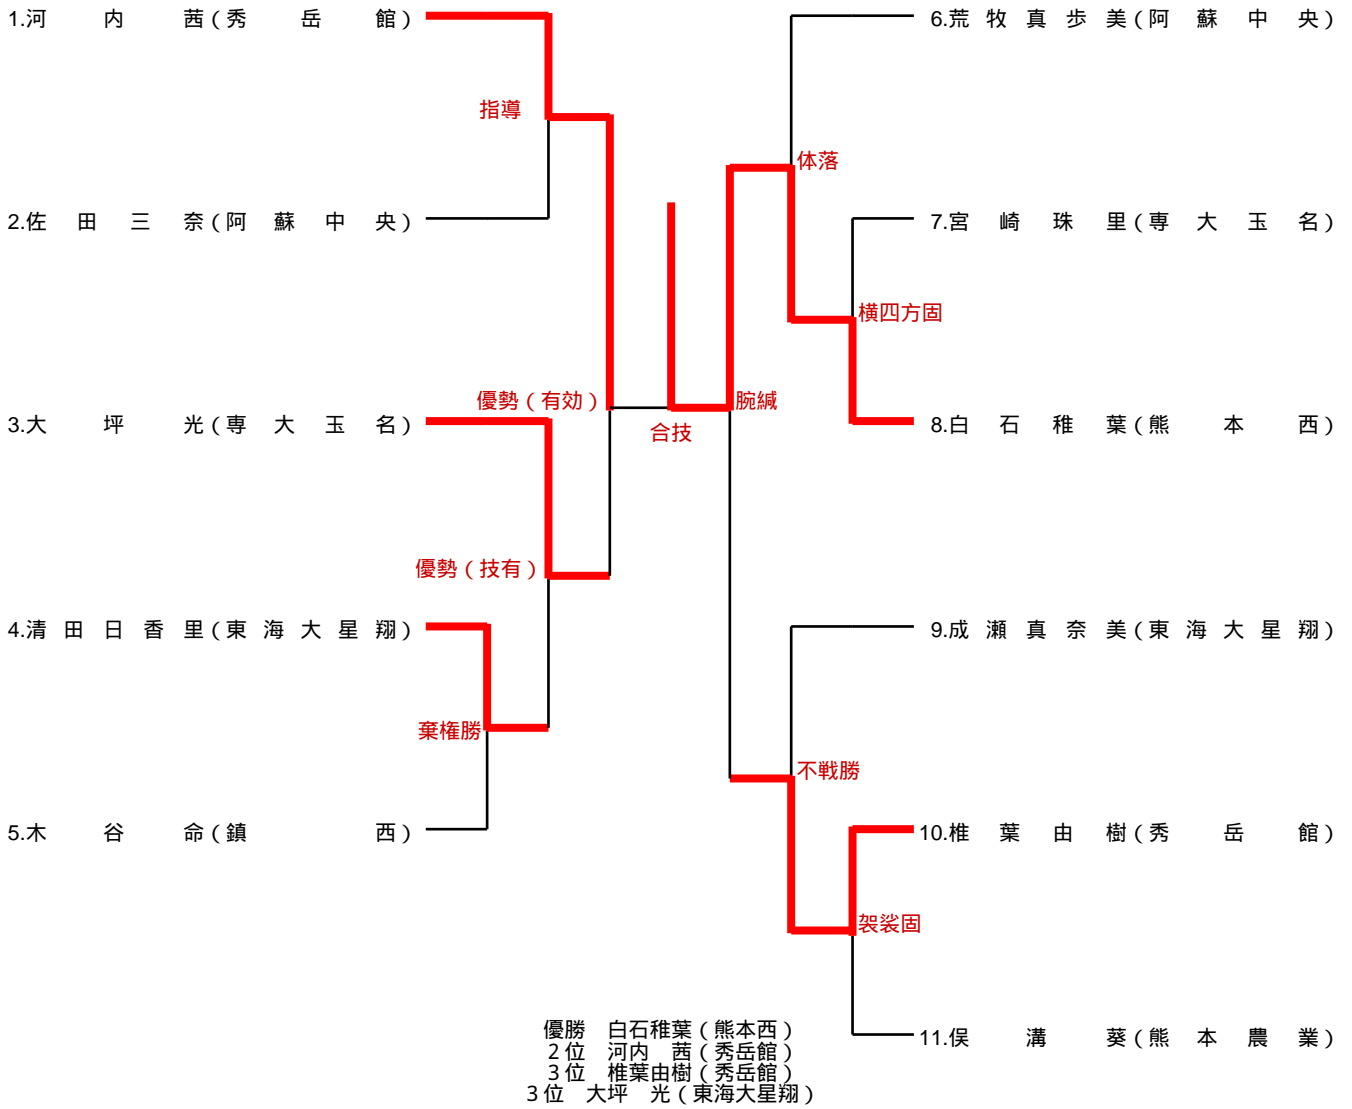 1.河内茜(秀岳館)
指導
2.佐田三奈(阿蘇中央)
優勢(有効)
3.大坪光(専大玉名)
優勢(技有)
4.清田日香里(東海大星翔)
棄権勝
5.木谷命(鎮西)
合技
6.荒牧真歩美(阿蘇中央)
体落
7.宮崎珠里(専大玉名)
横四方固
腕緘
8.白石稚葉(熊本西)
9.成瀬真奈美(東海大星翔)
不戦勝
10.椎葉由樹(秀岳館)
袈裟固
11.俣溝葵(熊本農業)
優勝 白石稚葉(熊本西)
2位 河内 茜(秀岳館)
3位 椎葉由樹(秀岳館)
3位 大坪 光(東海大星翔)